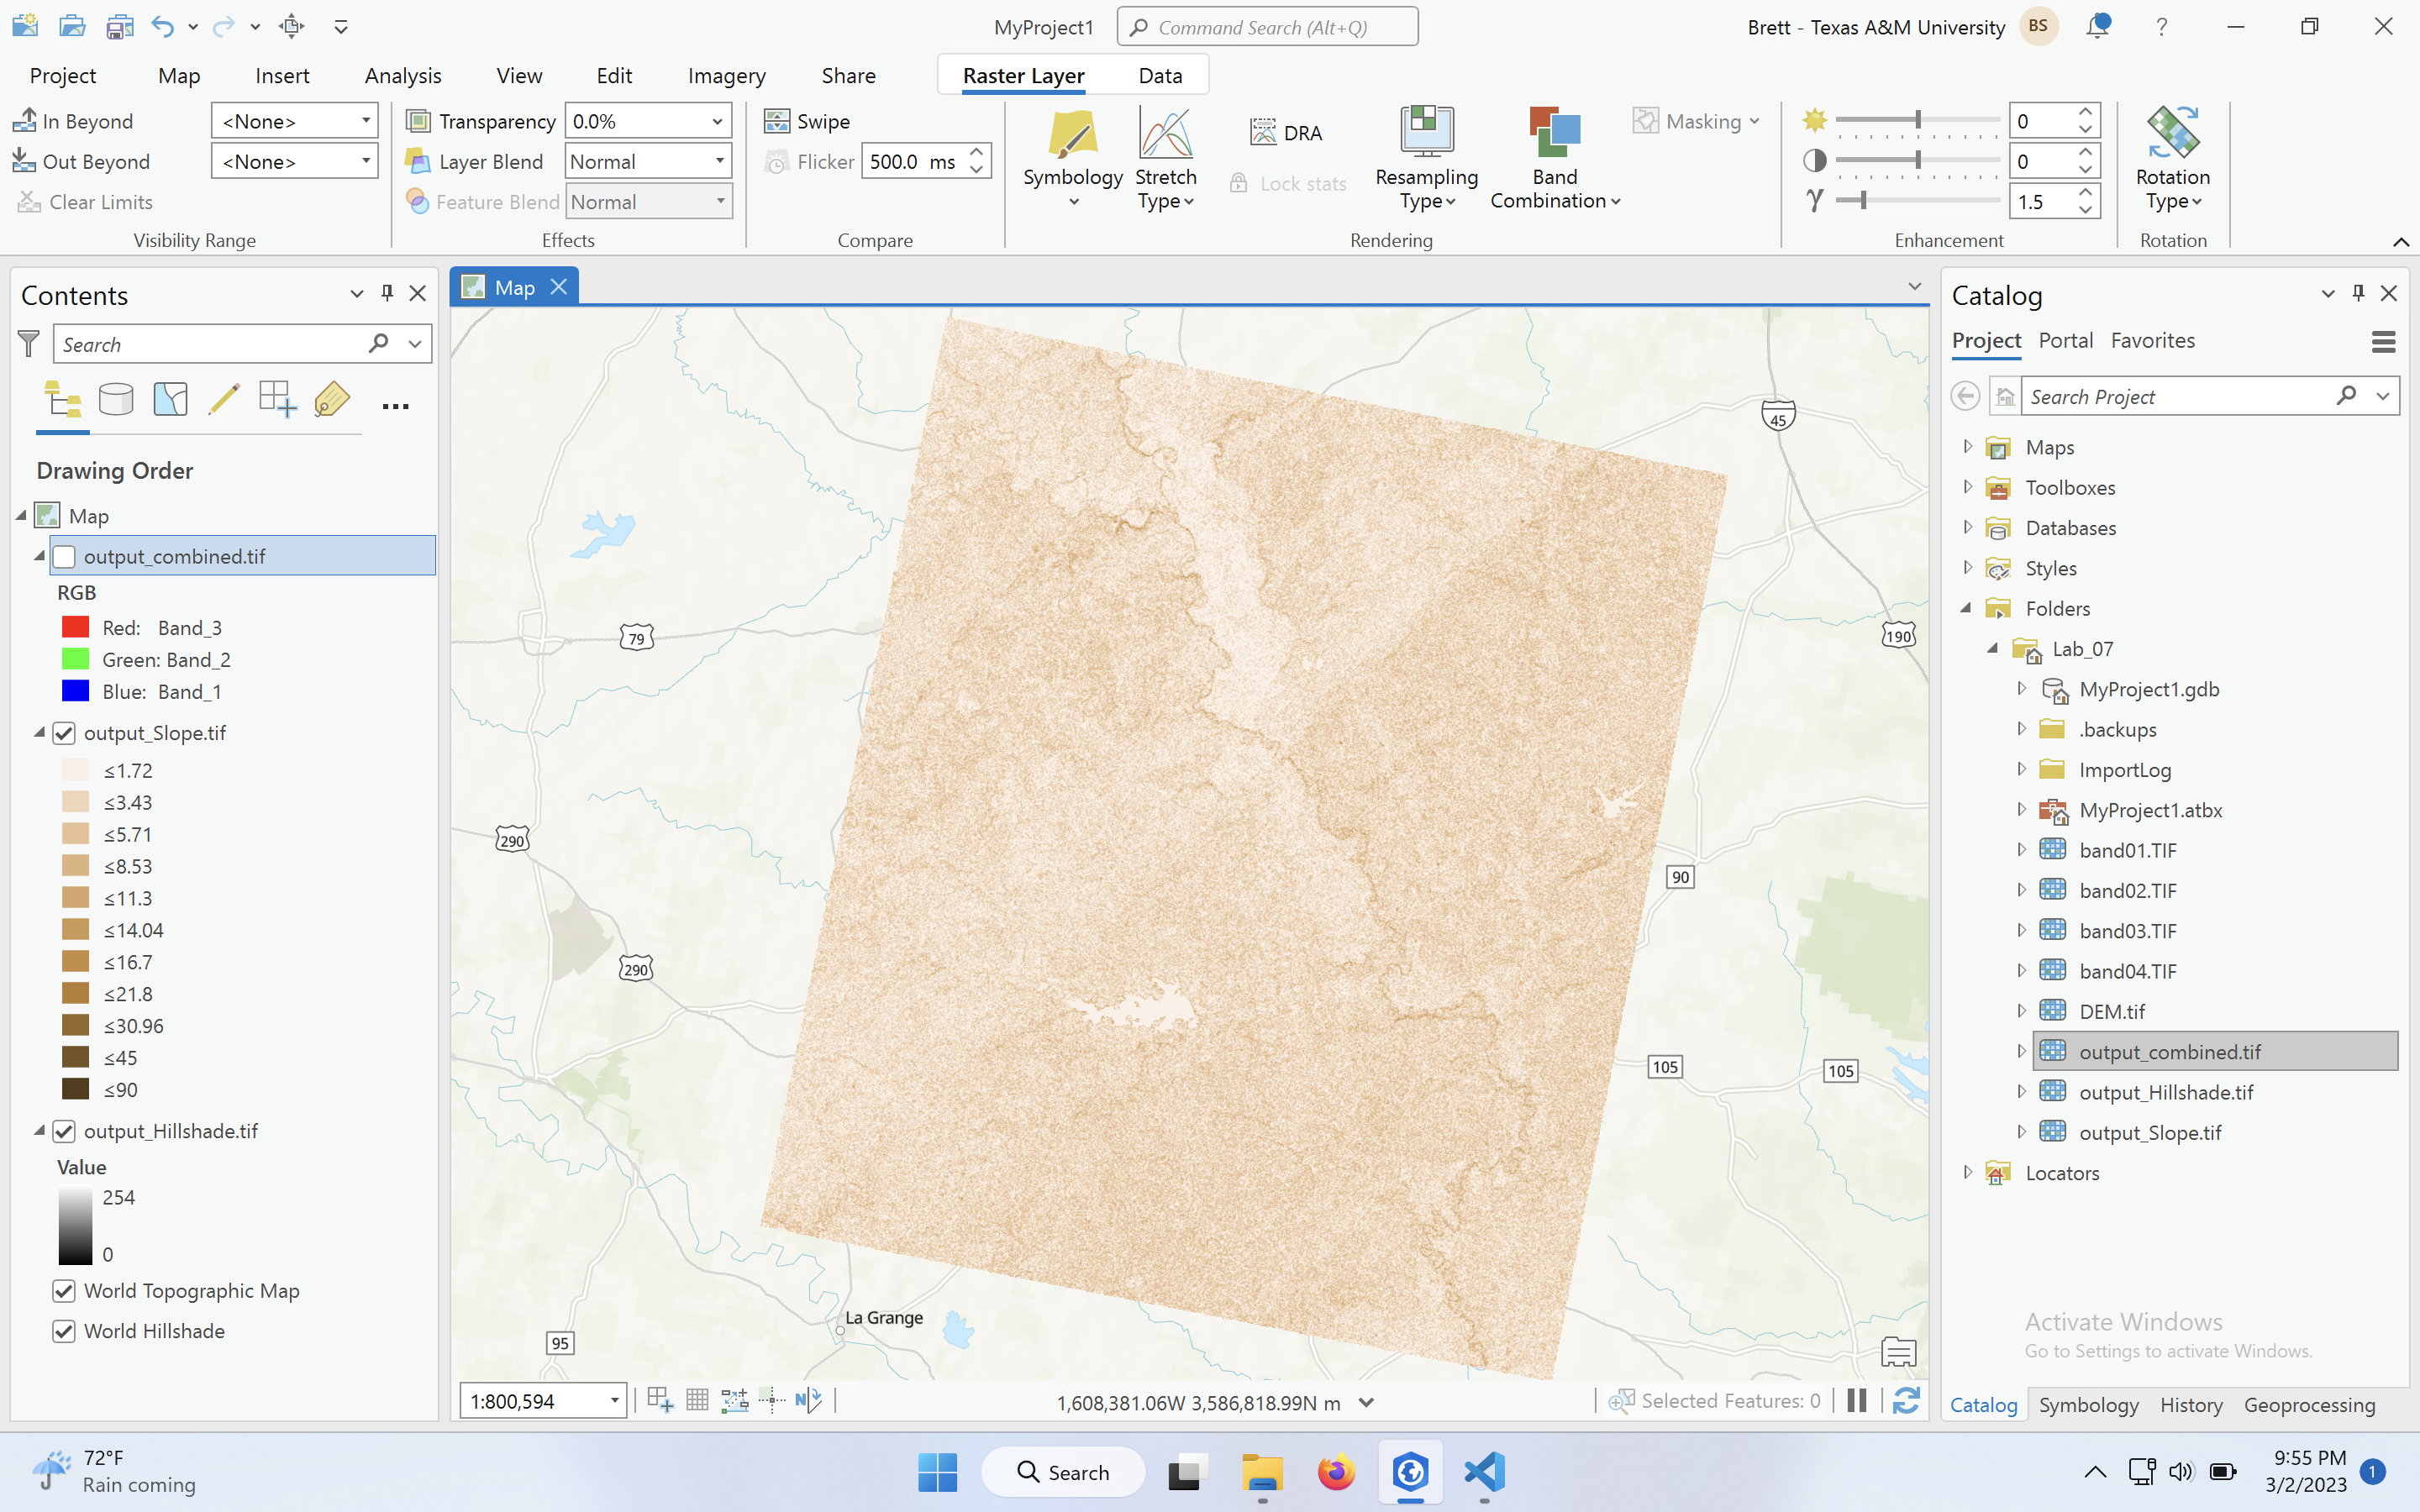 MyProject1
Command Search (Alt+Q)
Brett - Texas A&M University
BS
Project
Map
Insert
Analysis
View
Edit
Imagery
Share
Raster Layer
Data
In Beyond
<None>
Out Beyond
<None>
Clear Limits
Visibility Range
Transparency
0.0%
Layer Blend
Normal
Feature Blend
Normal
Effects
Swipe
Flicker
500.0 ms
Compare
Symbology
Stretch
Type
DRA
Lock stats
Resampling
Type
Band
Combination
Masking
Rendering
0
0
γ
1.5
Enhancement
Rotation
Type
Rotation
Contents
Search
Drawing Order
Map
output_combined.tif
RGB
Red: Band_3
Green: Band_2
Blue: Band_1
output_Slope.tif
≤1.72
≤3.43
≤5.71
≤8.53
≤11.3
≤14.04
≤16.7
≤21.8
≤30.96
≤45
≤90
output_Hillshade.tif
Value
254
0
World Topographic Map
World Hillshade
Map
45
79
190
290
90
290
105
105
La Grange
95
1:800,594
N
1,608,381.06W 3,586,818.99N m
Selected Features: 0
Catalog
Project
Portal
Favorites
Search Project
Maps
Toolboxes
Databases
Styles
Folders
Lab_07
MyProject1.gdb
.backups
ImportLog
MyProject1.atbx
band01.TIF
band02.TIF
band03.TIF
band04.TIF
DEM.tif
output_combined.tif
output_Hillshade.tif
output_Slope.tif
Locators
Activate Windows
Go to Settings to activate Windows.
Catalog
Symbology
History
Geoprocessing
72°F
Rain coming
Search
9:55 PM
3/2/2023
1